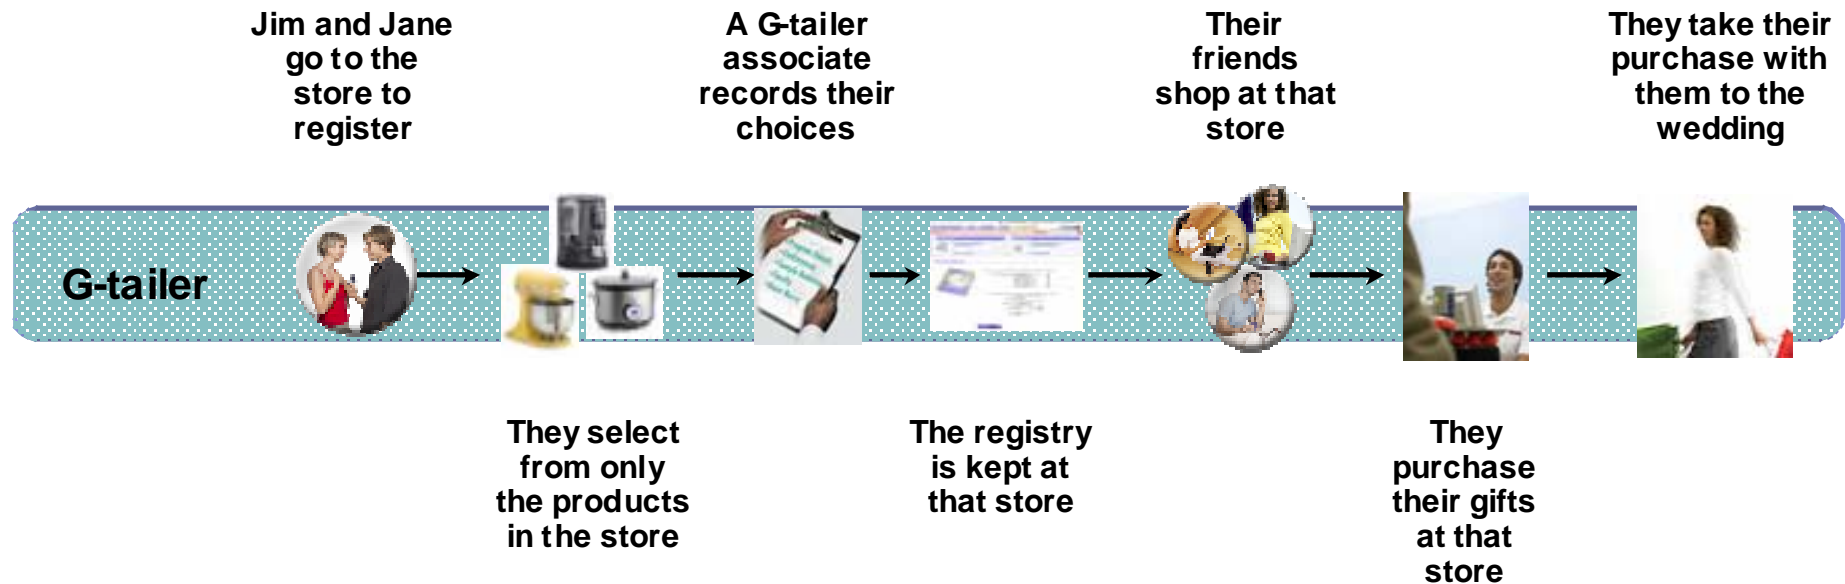 Jim and Jane
go to the
store to
register
A G-tailer
associate
records their
choices
Their
friends
shop at that
store
They take their
purchase with
them to the
wedding
G-tailer
They select
from only
the products
in the store
The registry
is kept at
that store
They
purchase
their gifts
at that
store